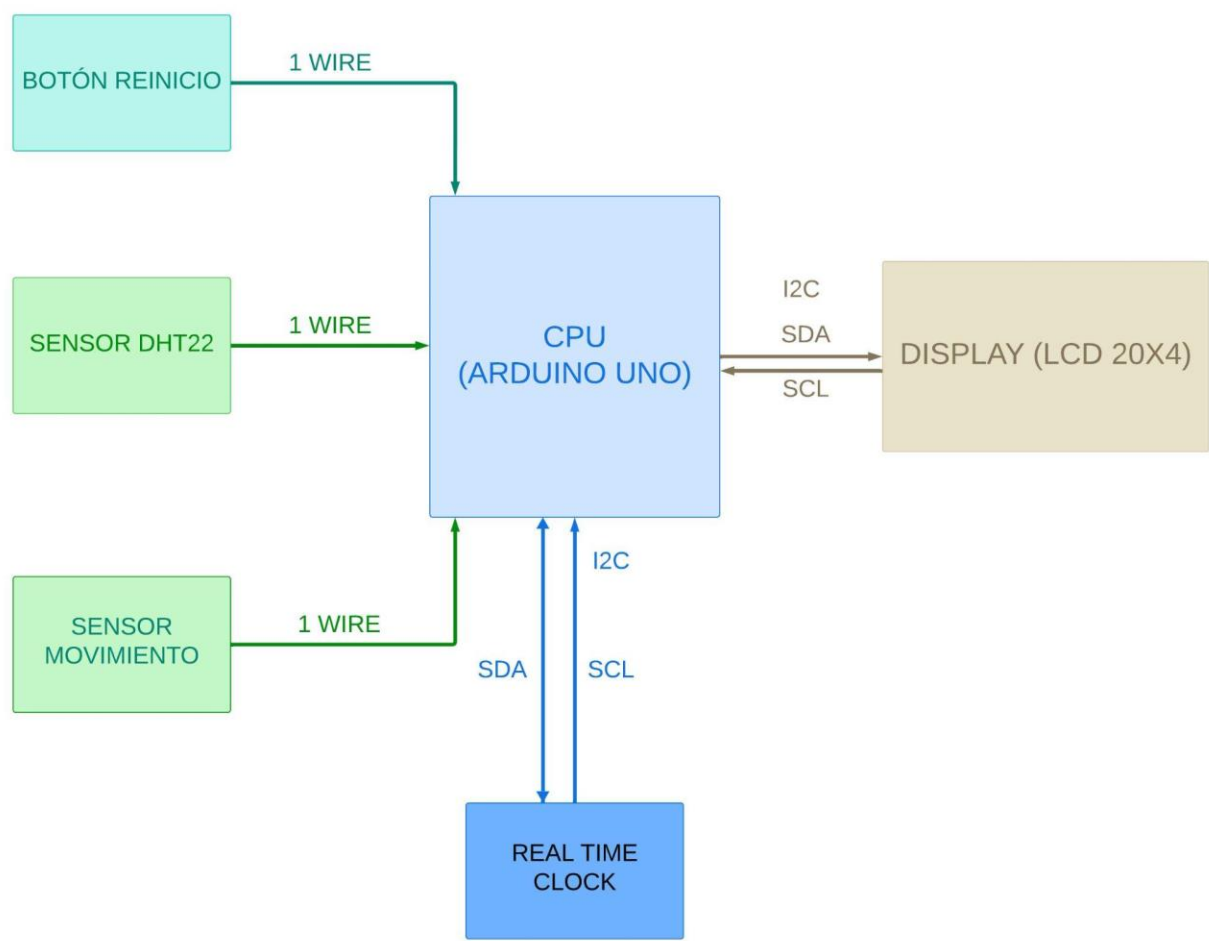 BOTÓN REINICIO
1 WIRE
SENSOR DHT22
1 WIRE
CPU
(ARDUINO UNO)
I2C
SDA
SCL
DISPLAY (LCD 20X4)
SENSOR
MOVIMIENTO
1 WIRE
I2C
SDA
SCL
REAL TIME
CLOCK